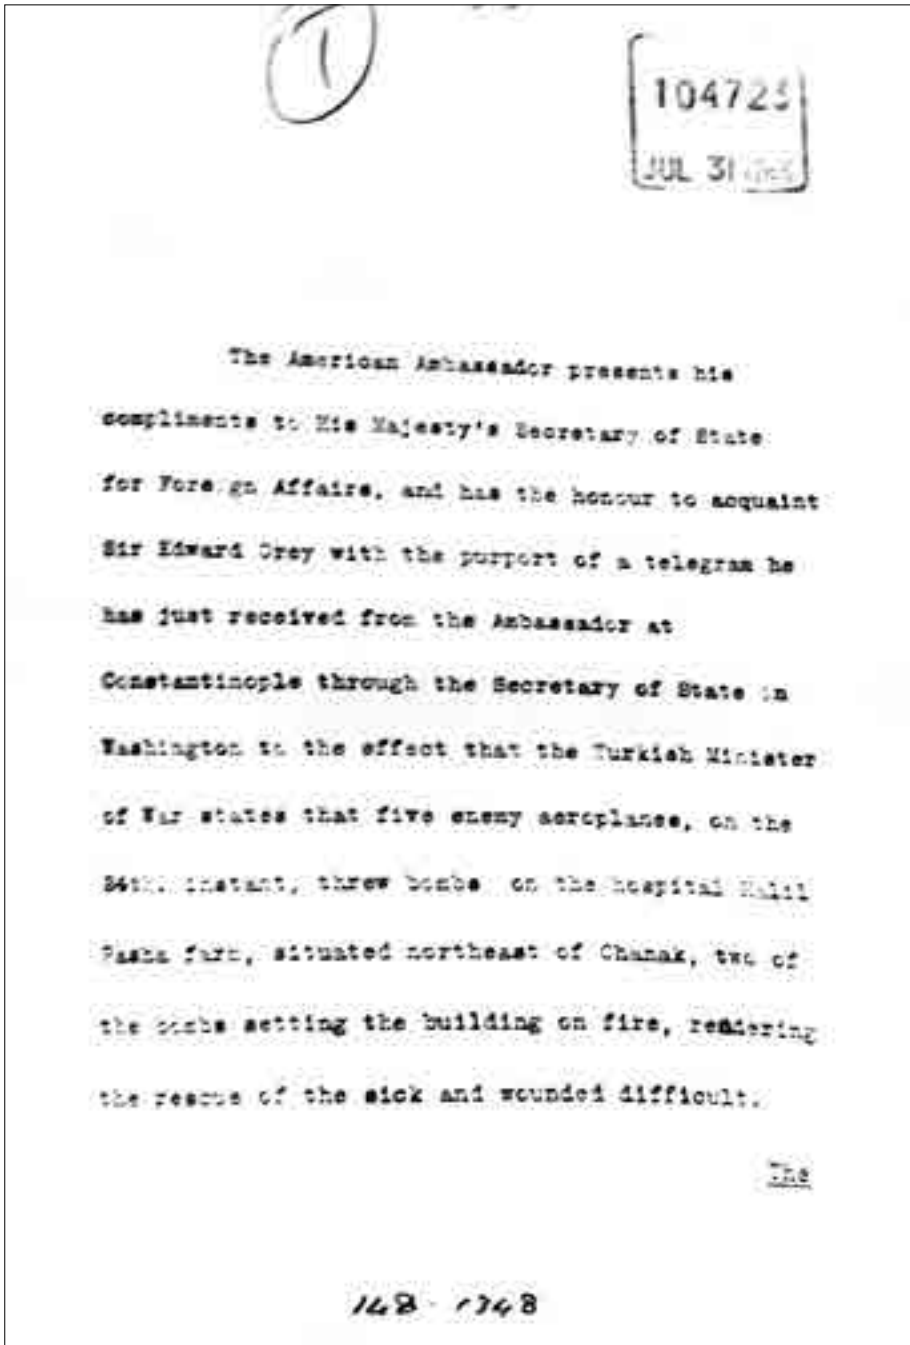 1
JUL 31
The American Ambassador presents his
compliments to His Majesty's Secretary of State
for Foreign Affairs, and has the honour to acquaint
Sir Edward Grey with the purport of a telegram he
has just received from the Ambassador at
Constantinople through the Secretary of State in
Washington to the effect that the Turkish Minister
of War states that five enemy aeroplanes, on the
24th. instant, threw bombs on the hospital Halil
Pasha farm, situated northeast of Chanak, two of
the bombs setting the building on fire, rendering
the rescue of the sick and wounded difficult.
The
148 - 1348